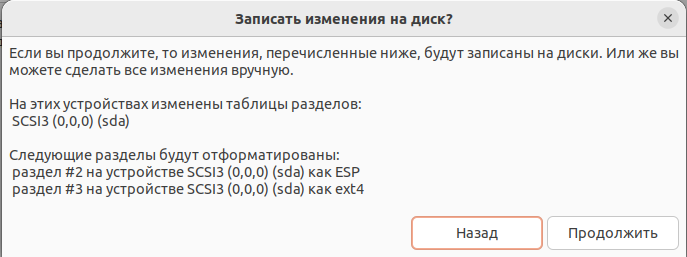 Записать изменения на диск?
Если вы продолжите, то изменения, перечисленные ниже, будут записаны на диски. Или же вы
можете сделать все изменения вручную.
На этих устройствах изменены таблицы разделов:
SCSI3 (0,0,0) (sda)
Следующие разделы будут отформатированы:
раздел #2 на устройстве SCSI3 (0,0,0) (sda) как ESP
раздел #3 на устройстве SCSI3 (0,0,0) (sda) как ext4
Назад
Продолжить